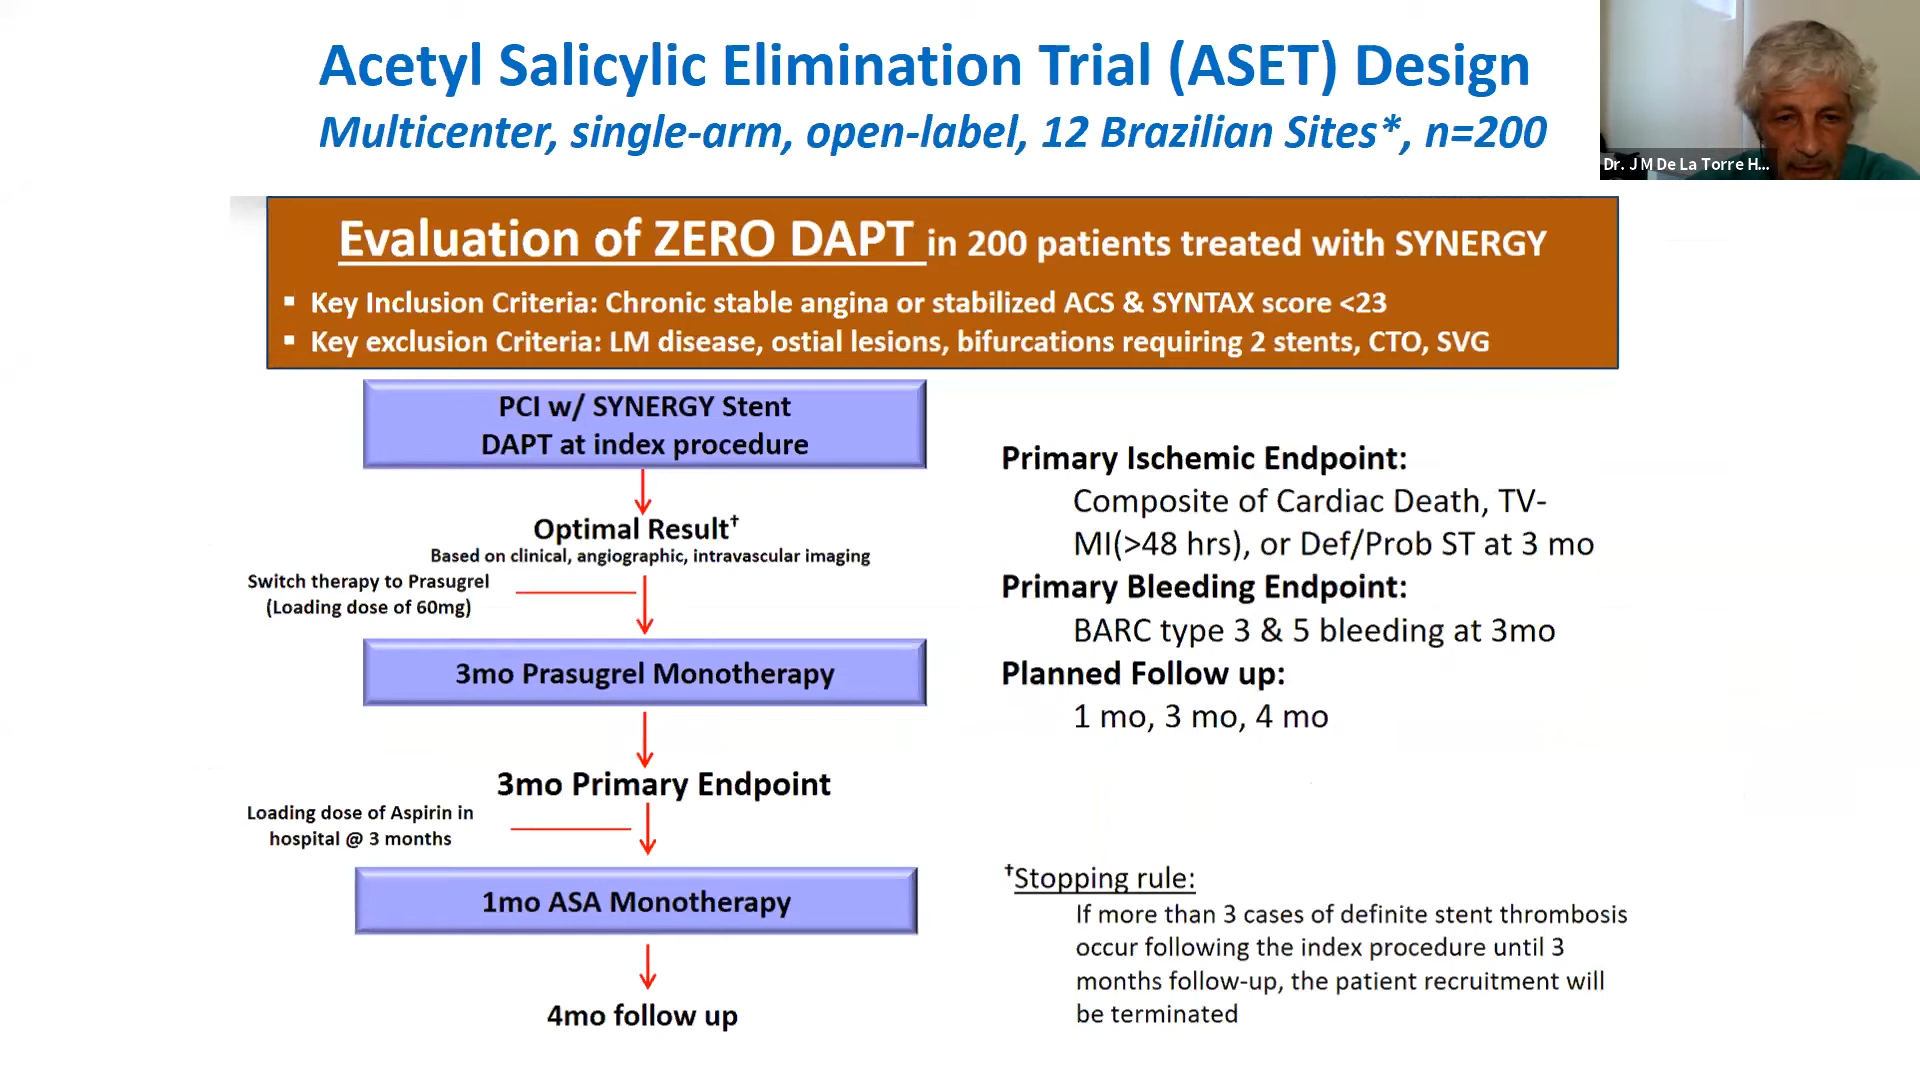 Acetyl Salicylic Elimination Trial (ASET) Design
Multicenter, single-arm, open-label, 12 Brazilian Sites*, n=200
Dr. J M De La Torre H...
Evaluation of ZERO DAPT in 200 patients treated with SYNERGY
▪ Key Inclusion Criteria: Chronic stable angina or stabilized ACS & SYNTAX score <23
▪ Key exclusion Criteria: LM disease, ostial lesions, bifurcations requiring 2 stents, CTO, SVG
PCI w/ SYNERGY Stent
DAPT at index procedure
Optimal Result†
Based on clinical, angiographic, intravascular imaging
Switch therapy to Prasugrel
(Loading dose of 60mg)
3mo Prasugrel Monotherapy
3mo Primary Endpoint
Loading dose of Aspirin in
hospital @ 3 months
1mo ASA Monotherapy
4mo follow up
Primary Ischemic Endpoint:
Composite of Cardiac Death, TV-
MI(>48 hrs), or Def/Prob ST at 3 mo
Primary Bleeding Endpoint:
BARC type 3 & 5 bleeding at 3mo
Planned Follow up:
1 mo, 3 mo, 4 mo
†Stopping rule:
If more than 3 cases of definite stent thrombosis
occur following the index procedure until 3
months follow-up, the patient recruitment will
be terminated